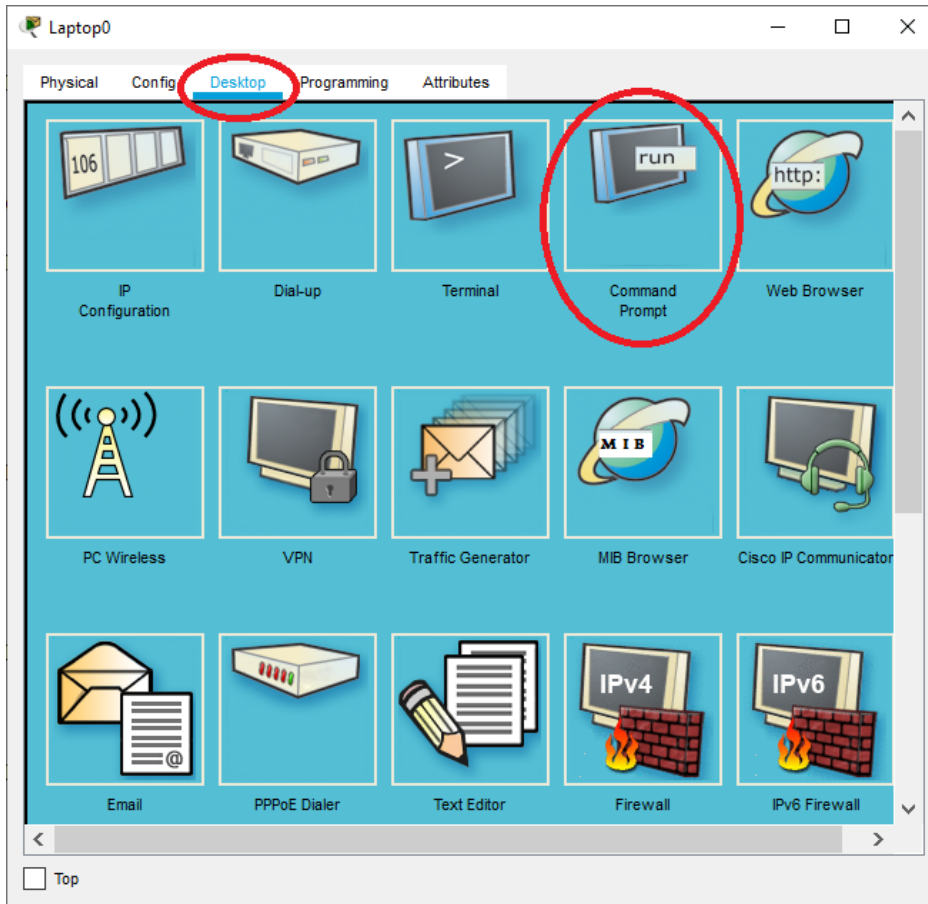 Laptop0
Physical Config Desktop Programming Attributes
106
>
run
http:
IP
Configuration
Dial-up
Terminal
Command
Prompt
Web Browser
MIB
?
PC Wireless
VPN
Traffic Generator
MIB Browser
Cisco IP Communicator
@
IPv4
IPv6
Email
PPPoE Dialer
Text Editor
Firewall
IPv6 Firewall
Top